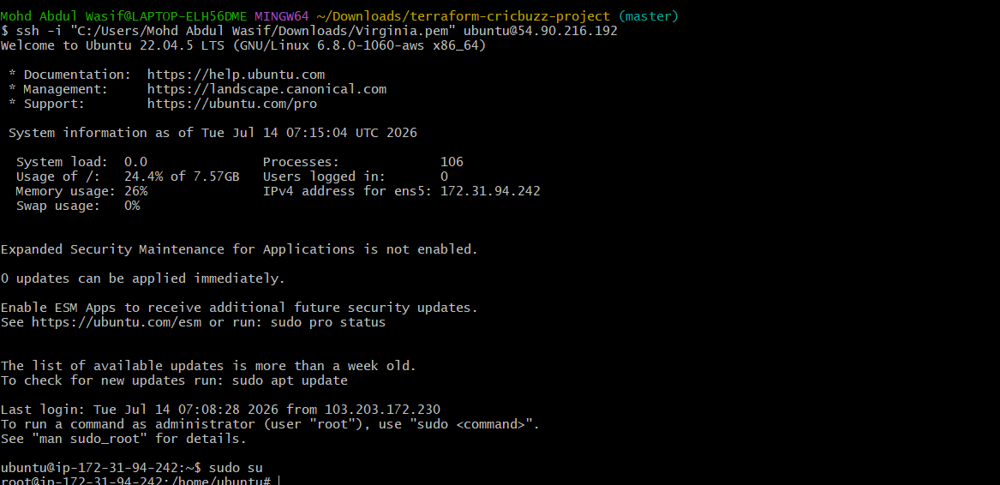 Mohd Abdul Wasif@LAPTOP-ELH56DME MINGW64 ~/Downloads/terraform-cricbuzz-project (master)
$ ssh -i "C:/Users/Mohd Abdul Wasif/Downloads/Virginia.pem" ubuntu@54.90.216.192
Welcome to Ubuntu 22.04.5 LTS (GNU/Linux 6.8.0-1060-aws x86_64)

 * Documentation:  https://help.ubuntu.com
 * Management:     https://landscape.canonical.com
 * Support:        https://ubuntu.com/pro

 System information as of Tue Jul 14 07:15:04 UTC 2026

  System load:  0.0               Processes:             106
  Usage of /:   24.4% of 7.57GB   Users logged in:       0
  Memory usage: 26%               IPv4 address for ens5: 172.31.94.242
  Swap usage:   0%


Expanded Security Maintenance for Applications is not enabled.

0 updates can be applied immediately.

Enable ESM Apps to receive additional future security updates.
See https://ubuntu.com/esm or run: sudo pro status


The list of available updates is more than a week old.
To check for new updates run: sudo apt update

Last login: Tue Jul 14 07:08:28 2026 from 103.203.172.230
To run a command as administrator (user "root"), use "sudo <command>".
See "man sudo_root" for details.

ubuntu@ip-172-31-94-242:~$ sudo su
root@ip-172-31-94-242:/home/ubuntu#